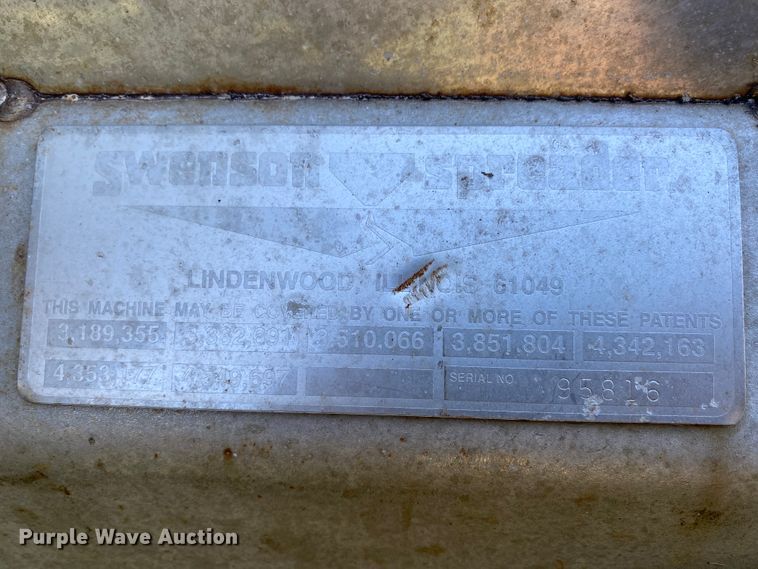 Swenson Spreader
LINDENWOOD, ILLINOIS 61049
THIS MACHINE MAY BE COVERED BY ONE OR MORE OF THESE PATENTS
3,189,355 3,510,066 3,851,804 4,342,163
SERIAL NO. 95816
Purple Wave Auction